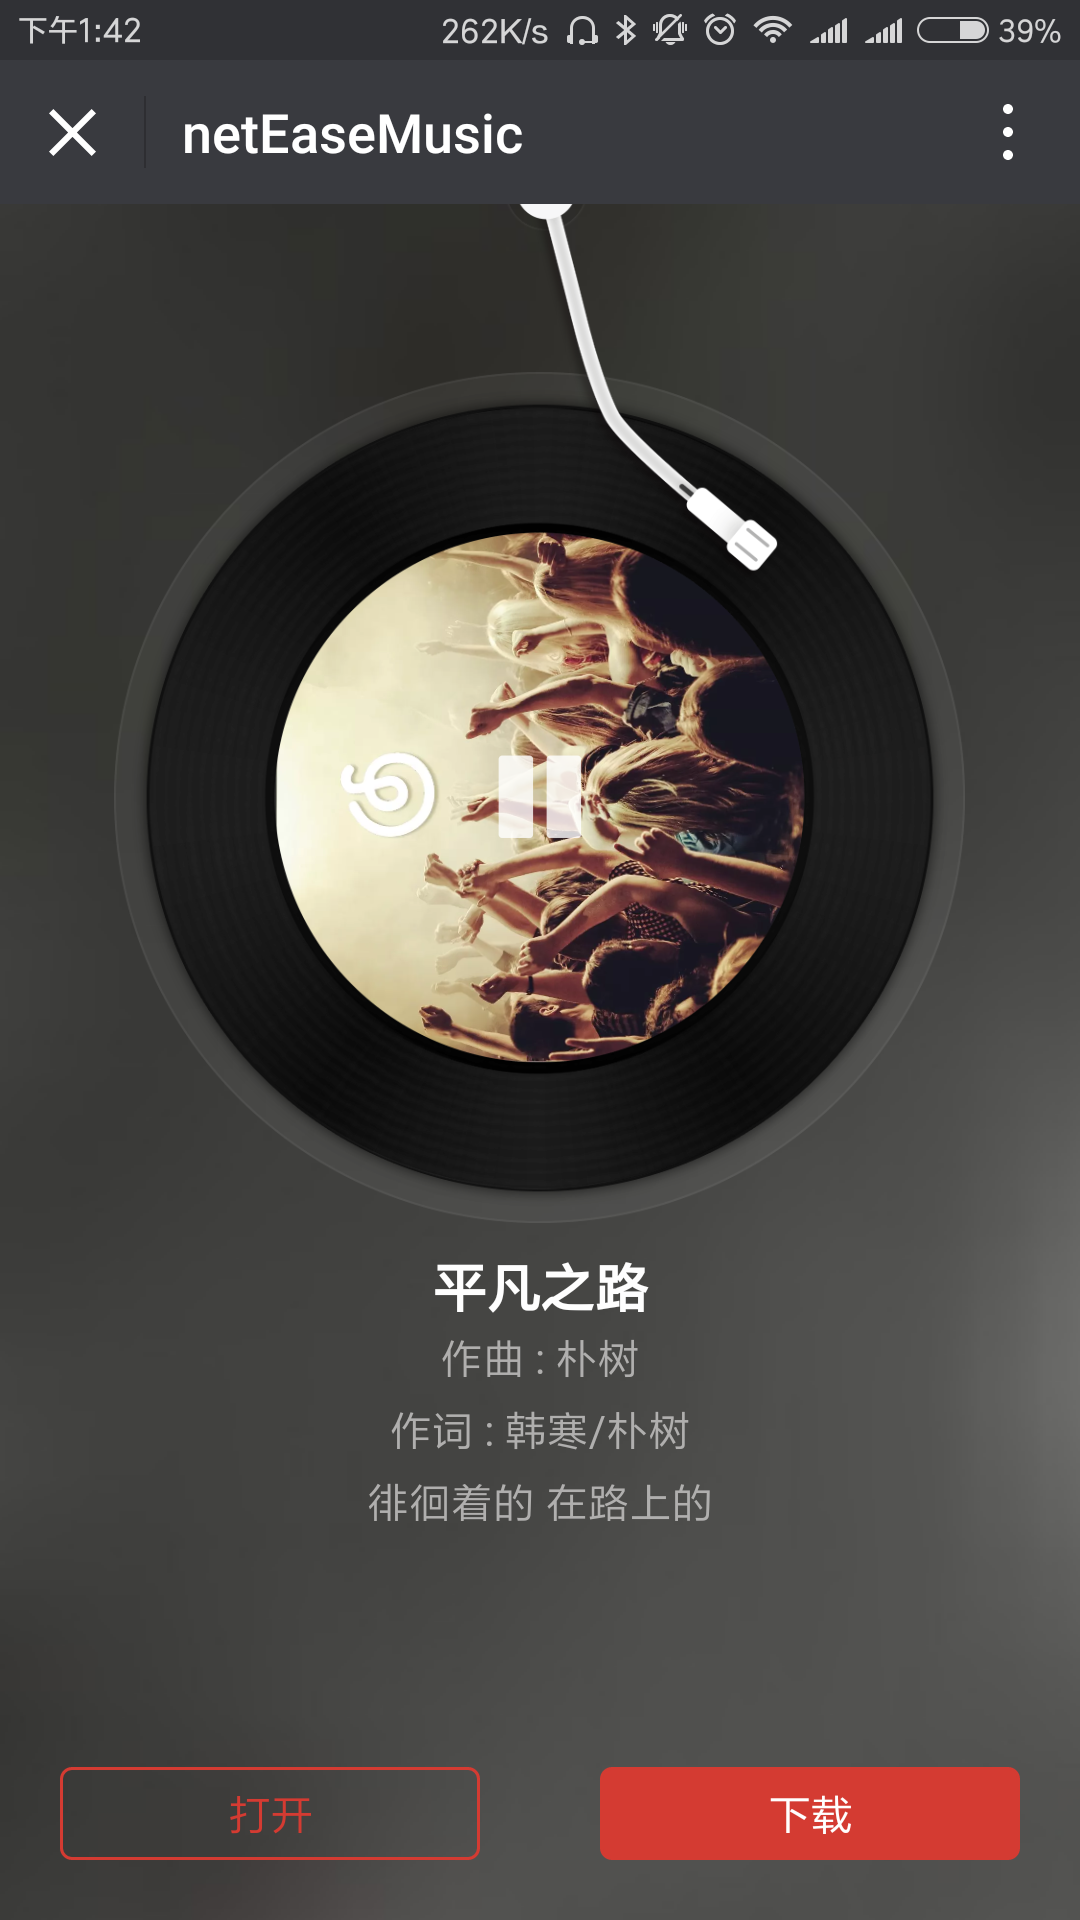 下午1:42
262K/s
39%
netEaseMusic
平凡之路
作曲 : 朴树
作词 : 韩寒/朴树
徘徊着的 在路上的
打开
下载